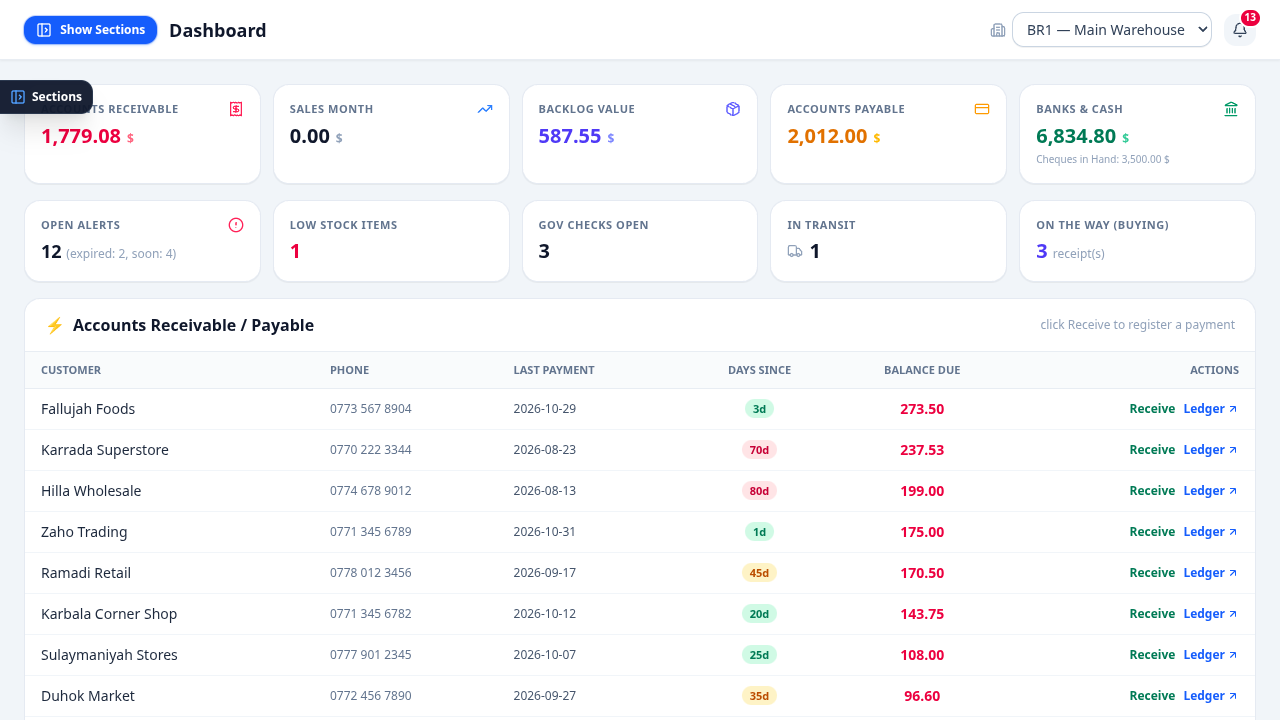 Show Sections
Dashboard
BR1 — Main Warehouse
13
Sections
TS RECEIVABLE
1,779.08 $
SALES MONTH
0.00 $
BACKLOG VALUE
587.55 $
ACCOUNTS PAYABLE
2,012.00 $
BANKS & CASH
6,834.80 $
Cheques in Hand: 3,500.00 $
OPEN ALERTS
12 (expired: 2, soon: 4)
LOW STOCK ITEMS
1
GOV CHECKS OPEN
3
IN TRANSIT
1
ON THE WAY (BUYING)
3 receipt(s)
⚡ Accounts Receivable / Payable
click Receive to register a payment
CUSTOMER PHONE LAST PAYMENT DAYS SINCE BALANCE DUE ACTIONS
Fallujah Foods 0773 567 8904 2026-10-29 3d 273.50 Receive Ledger ↗
Karrada Superstore 0770 222 3344 2026-08-23 70d 237.53 Receive Ledger ↗
Hilla Wholesale 0774 678 9012 2026-08-13 80d 199.00 Receive Ledger ↗
Zaho Trading 0771 345 6789 2026-10-31 1d 175.00 Receive Ledger ↗
Ramadi Retail 0778 012 3456 2026-09-17 45d 170.50 Receive Ledger ↗
Karbala Corner Shop 0771 345 6782 2026-10-12 20d 143.75 Receive Ledger ↗
Sulaymaniyah Stores 0777 901 2345 2026-10-07 25d 108.00 Receive Ledger ↗
Duhok Market 0772 456 7890 2026-09-27 35d 96.60 Receive Ledger ↗